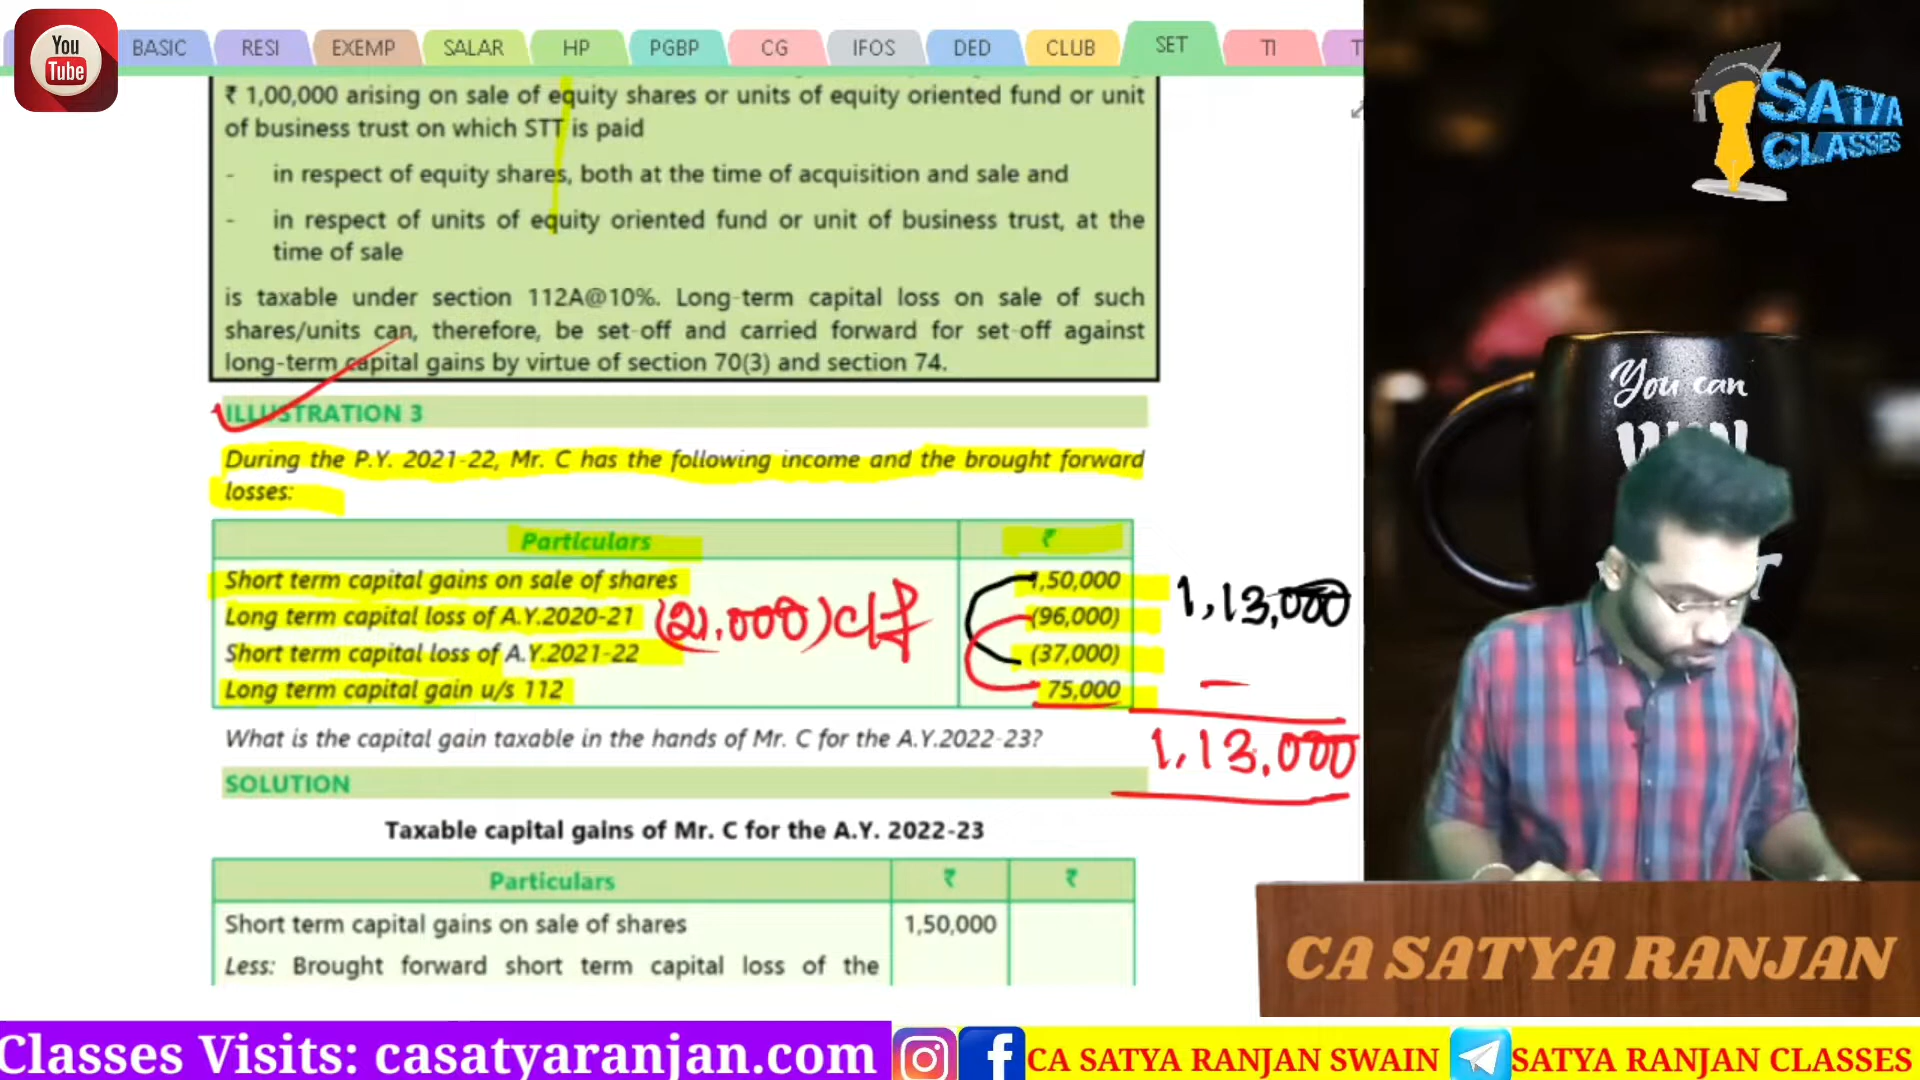 You
Tube
BASIC RESI EXEMP SALAR HP PGBP CG IFOS DED CLUB SET TI T
SATYA
CLASSES
₹ 1,00,000 arising on sale of equity shares or units of equity oriented fund or unit
of business trust on which STT is paid
- in respect of equity shares, both at the time of acquisition and sale and
- in respect of units of equity oriented fund or unit of business trust, at the
time of sale
is taxable under section 112A@10%. Long-term capital loss on sale of such
shares/units can, therefore, be set-off and carried forward for set-off against
long-term capital gains by virtue of section 70(3) and section 74.
ILLUSTRATION 3
During the P.Y. 2021-22, Mr. C has the following income and the brought forward
losses:
Particulars ₹
Short term capital gains on sale of shares 1,50,000 1,13,000
Long term capital loss of A.Y.2020-21 (21,000) c/f (96,000)
Short term capital loss of A.Y.2021-22 (37,000)
Long term capital gain u/s 112 75,000 —
1,13,000
What is the capital gain taxable in the hands of Mr. C for the A.Y.2022-23?
SOLUTION
Taxable capital gains of Mr. C for the A.Y. 2022-23
Particulars ₹ ₹
Short term capital gains on sale of shares 1,50,000
Less: Brought forward short term capital loss of the
You can
CA SATYA RANJAN
Classes Visits: casatyaranjan.com
CA SATYA RANJAN SWAIN
SATYA RANJAN CLASSES